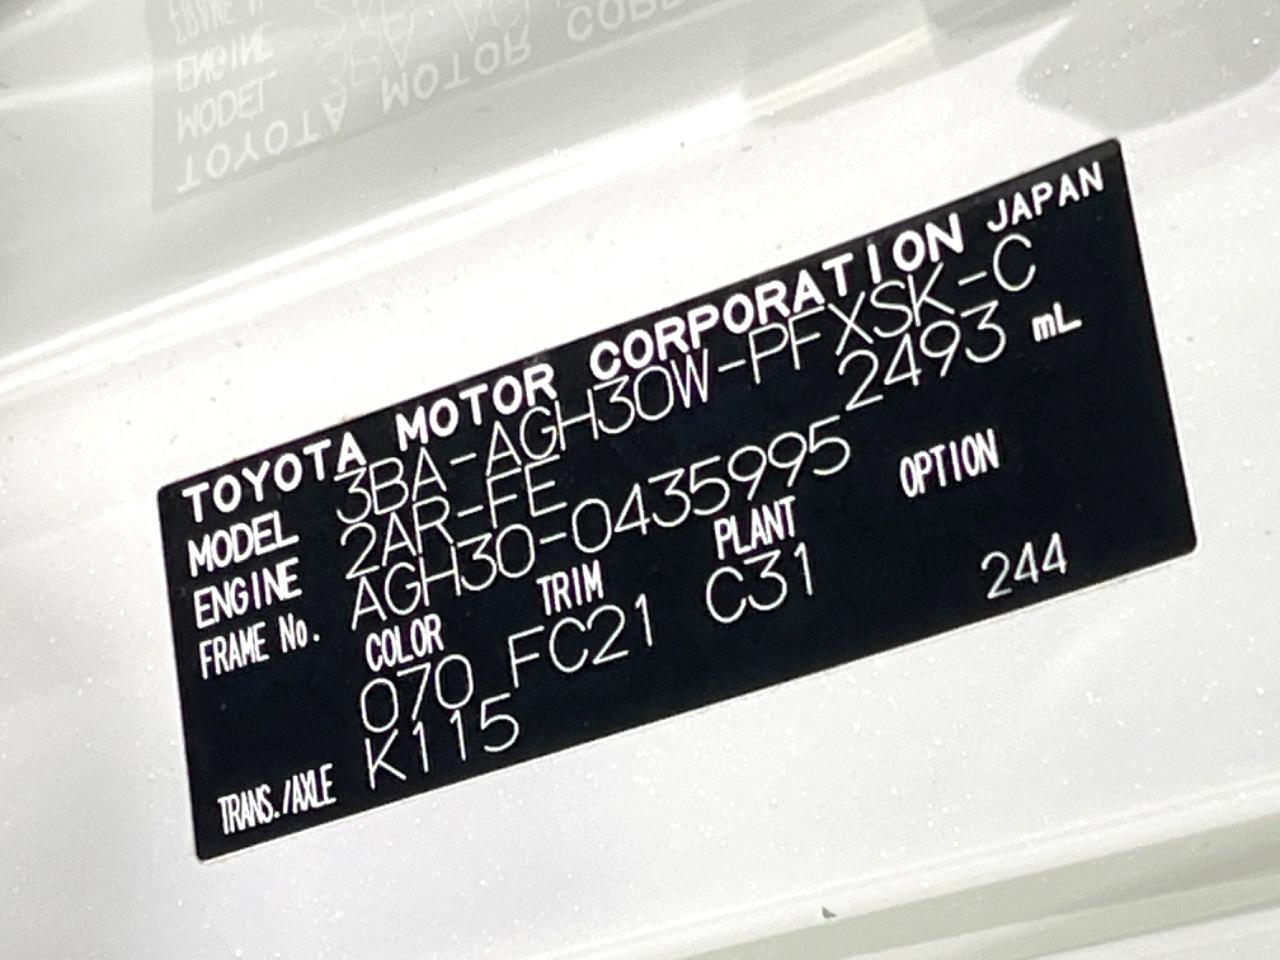 TOYOTA MOTOR CORPORATION JAPAN
MODEL 3BA-AGH30W-PFXSK-C
ENGINE 2AR-FE 2493 mL
FRAME No. AGH30-0435995
COLOR TRIM PLANT OPTION
070 FC21 C31 244
TRANS./AXLE K115